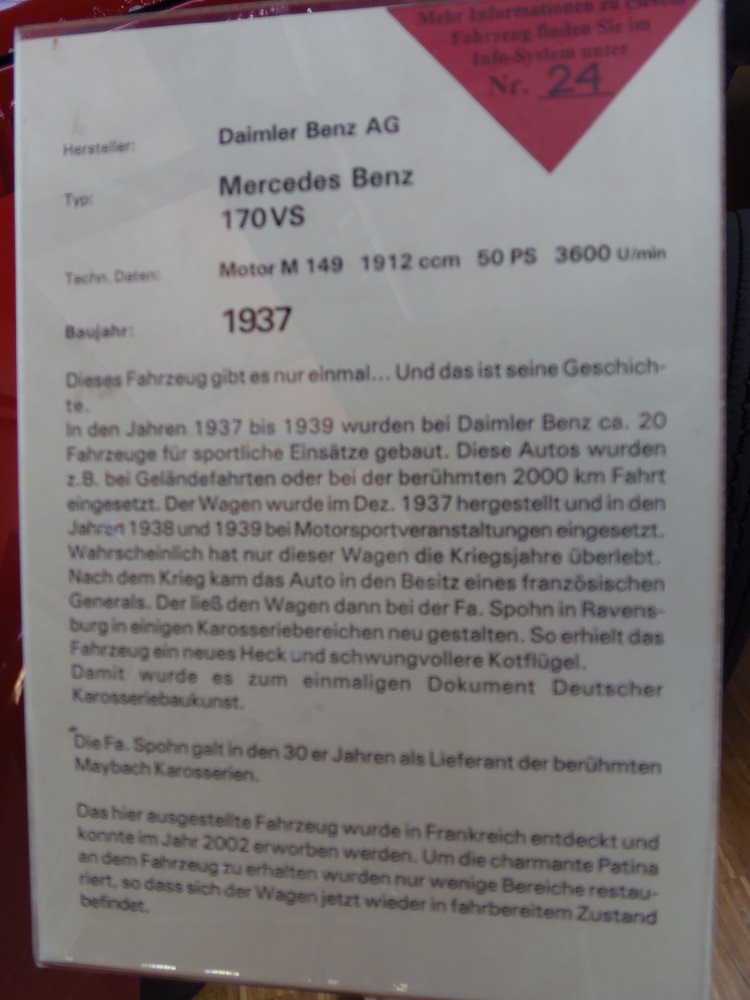 Mehr Informationen zu diesem
Fahrzeug finden Sie im
Info-System unter
Nr. 24
Hersteller: Daimler Benz AG
Typ: Mercedes Benz
170 VS
Techn. Daten: Motor M 149 1912 ccm 50 PS 3600 U/min
Baujahr: 1937
Dieses Fahrzeug gibt es nur einmal... Und das ist seine Geschich-
te.
In den Jahren 1937 bis 1939 wurden bei Daimler Benz ca. 20
Fahrzeuge für sportliche Einsätze gebaut. Diese Autos wurden
z.B. bei Geländefahrten oder bei der berühmten 2000 km Fahrt
eingesetzt. Der Wagen wurde im Dez. 1937 hergestellt und in den
Jahren 1938 und 1939 bei Motorsportveranstaltungen eingesetzt.
Wahrscheinlich hat nur dieser Wagen die Kriegsjahre überlebt.
Nach dem Krieg kam das Auto in den Besitz eines französischen
Generals. Der ließ den Wagen dann bei der Fa. Spohn in Ravens-
burg in einigen Karosseriebereichen neu gestalten. So erhielt das
Fahrzeug ein neues Heck und schwungvollere Kotflügel.
Damit wurde es zum einmaligen Dokument Deutscher
Karosseriebaukunst.
Die Fa. Spohn galt in den 30 er Jahren als Lieferant der berühmten
Maybach Karosserien.
Das hier ausgestellte Fahrzeug wurde in Frankreich entdeckt und
konnte im Jahr 2002 erworben werden. Um die charmante Patina
an dem Fahrzeug zu erhalten wurden nur wenige Bereiche restau-
riert, so dass sich der Wagen jetzt wieder in fahrbereitem Zustand
befindet.